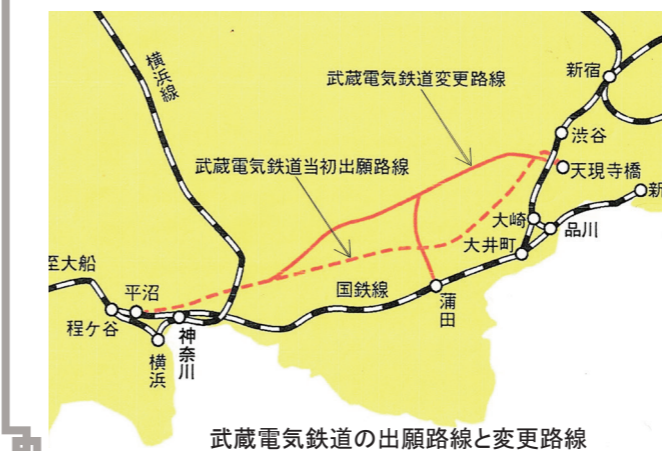 横浜線
新宿
武蔵電気鉄道変更路線
渋谷
武蔵電気鉄道当初出願路線
天現寺橋
新
大崎
品川
大井町
至大船
平沼
国鉄線
蒲田
程ケ谷
神奈川
横浜
武蔵電気鉄道の出願路線と変更路線